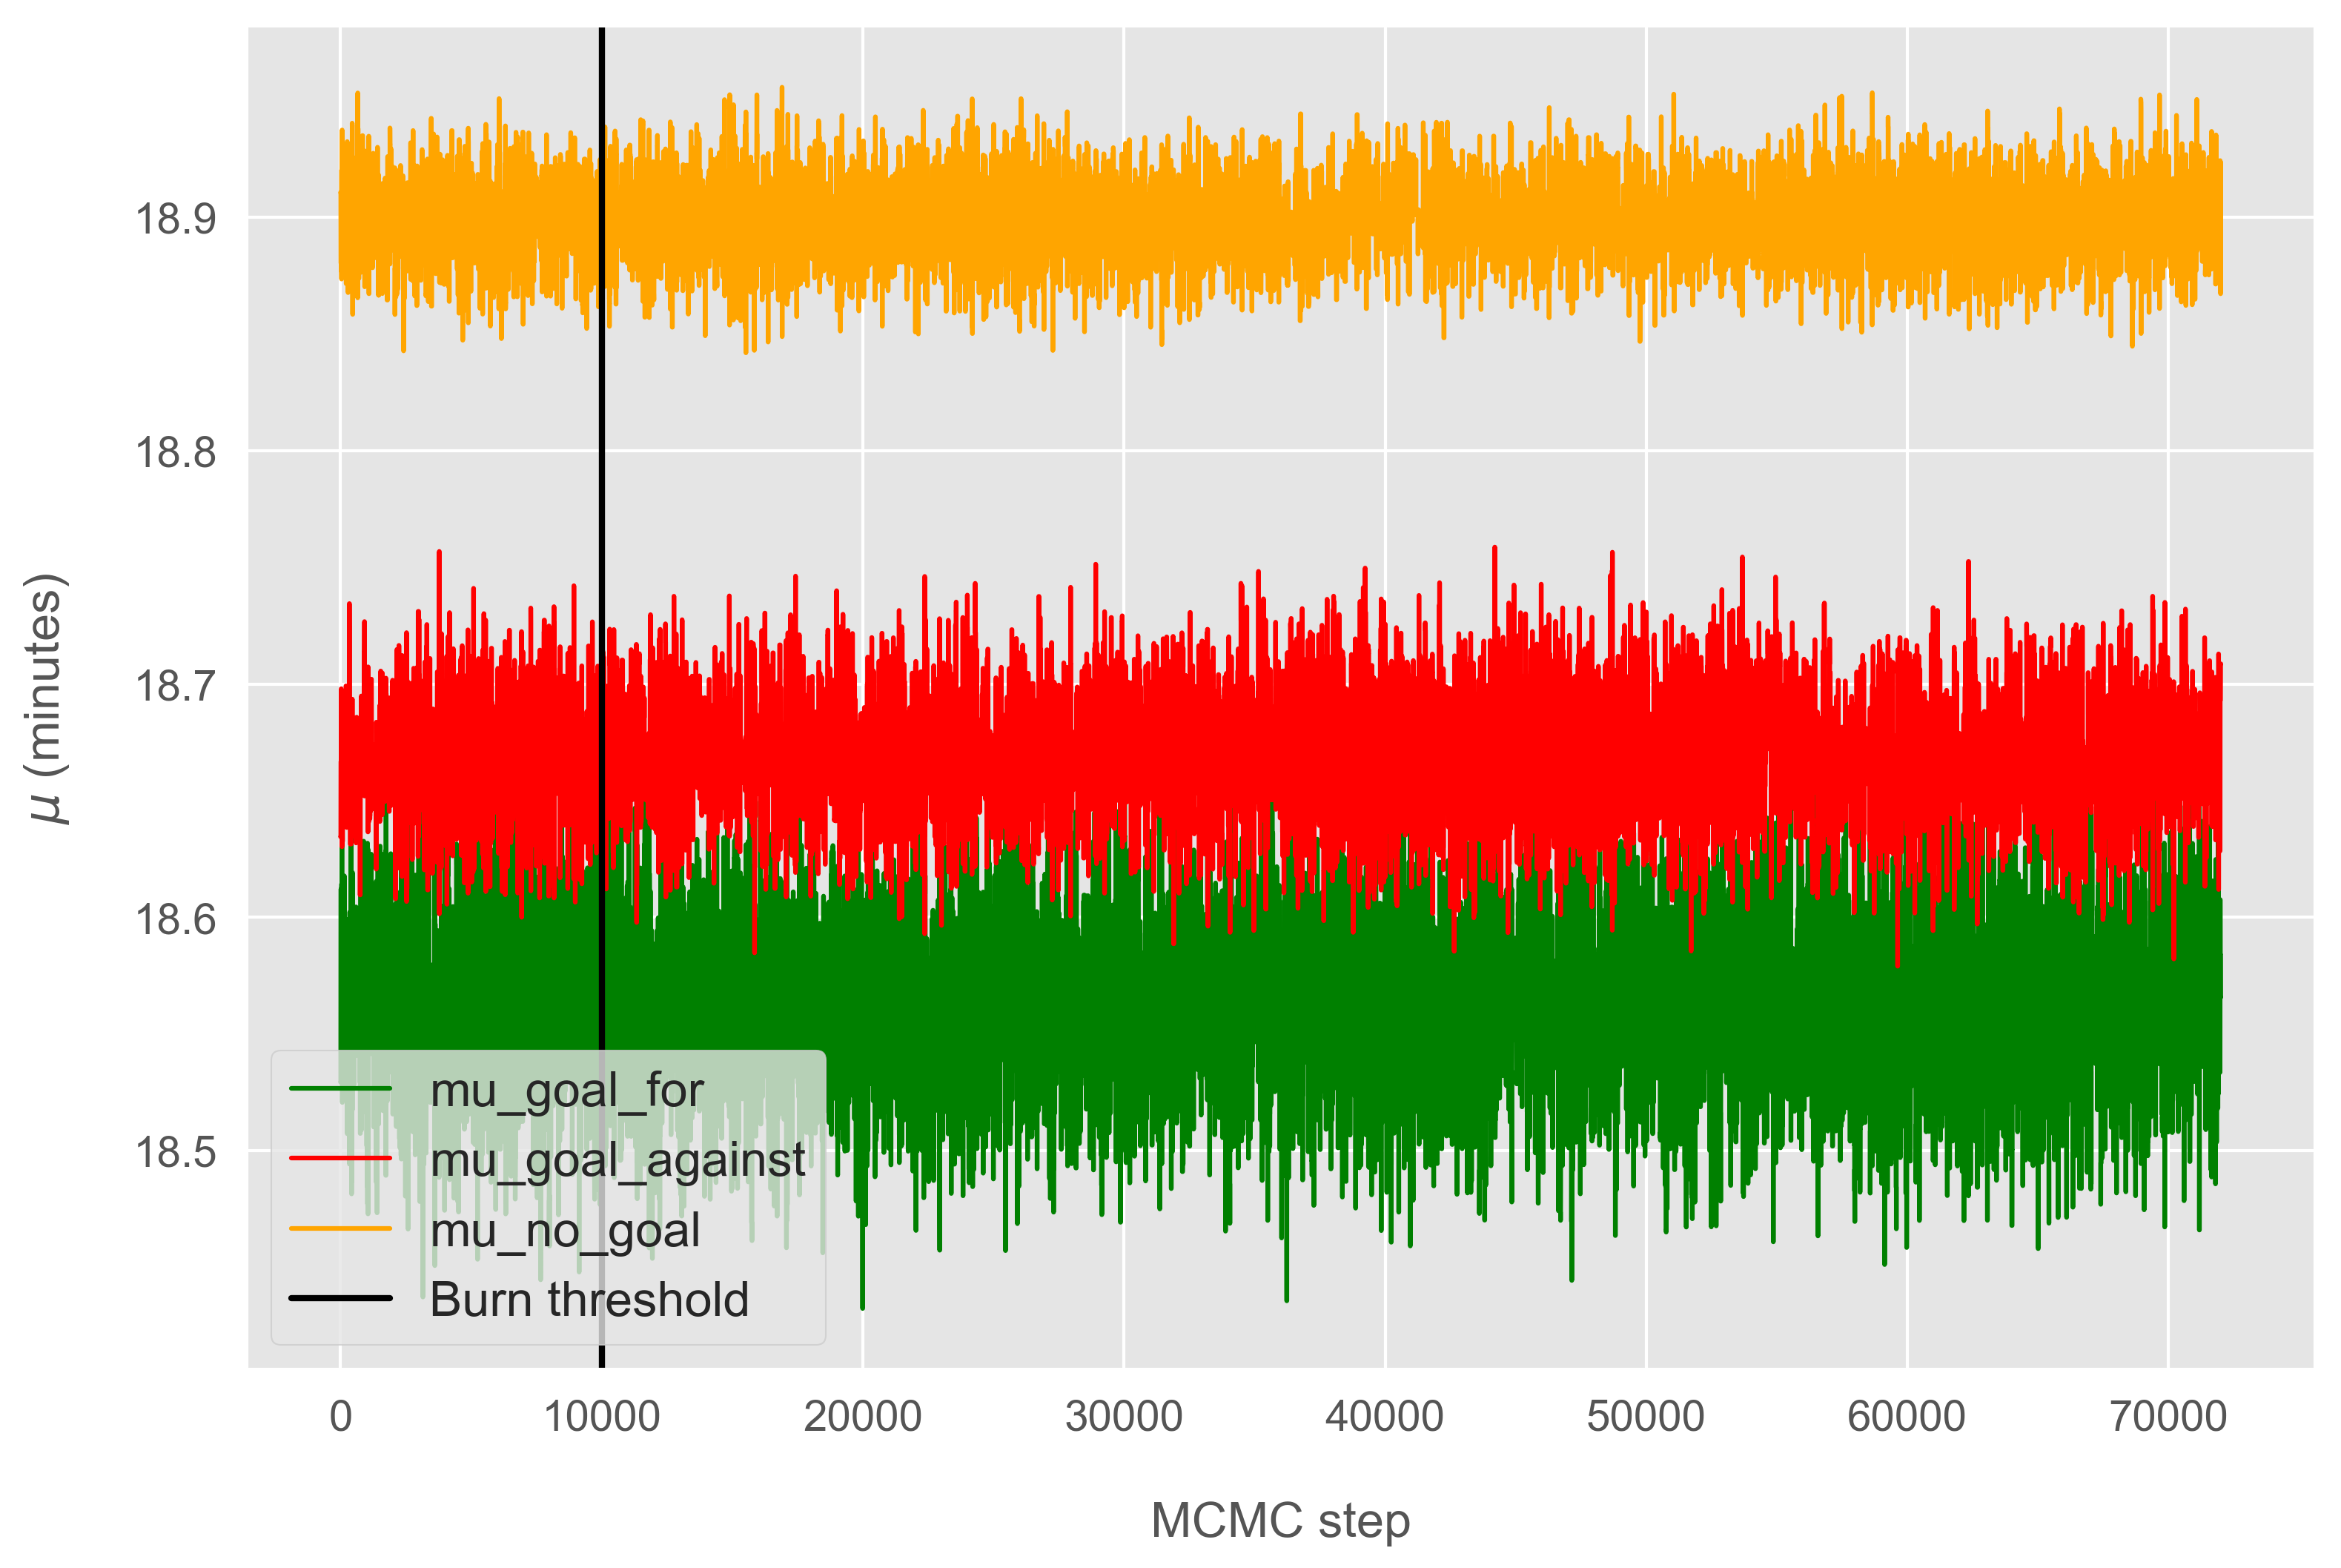 μ (minutes)
18.9
18.8
18.7
18.6
18.5
mu_goal_for
mu_goal_against
mu_no_goal
Burn threshold
0 10000 20000 30000 40000 50000 60000 70000
MCMC step